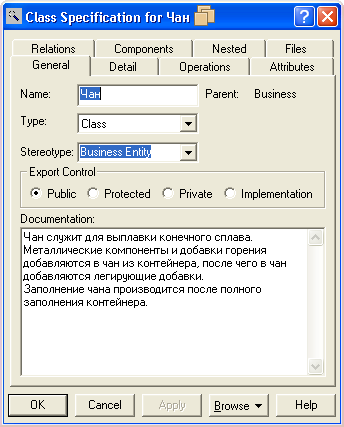 Class Specification for Чан
Relations Components Nested Files
General Detail Operations Attributes
Name: Чан Parent: Business
Type: Class
Stereotype: Business Entity
Export Control
Public Protected Private Implementation
Documentation:
Чан служит для выплавки конечного сплава.
Металлические компоненты и добавки горения
добавляются в чан из контейнера, после чего в чан
добавляются легирующие добавки.
Заполнение чана производится после полного
заполнения контейнера.
OK Cancel Apply Browse Help